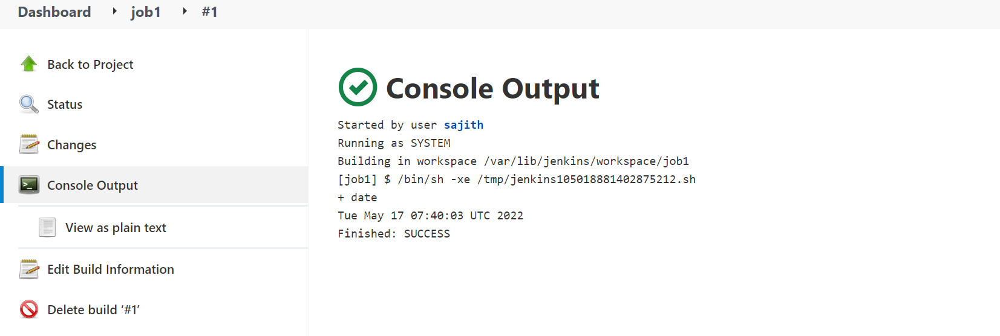 Dashboard job1 #1
Back to Project
Status
Changes
Console Output
View as plain text
Edit Build Information
Delete build ‘#1’
Console Output
Started by user sajith
Running as SYSTEM
Building in workspace /var/lib/jenkins/workspace/job1
[job1] $ /bin/sh -xe /tmp/jenkins105018881402875212.sh
+ date
Tue May 17 07:40:03 UTC 2022
Finished: SUCCESS